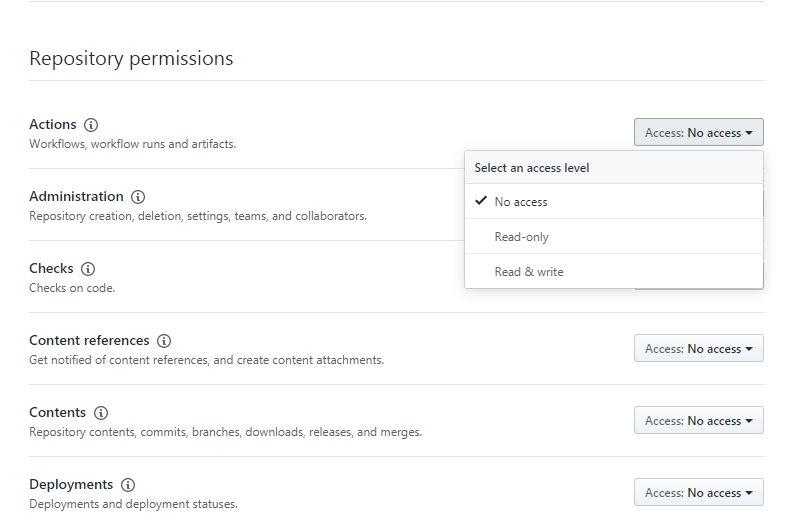 Repository permissions
Actions
Access: No access
Workflows, workflow runs and artifacts.
Select an access level
No access
Read-only
Read & write
Administration
Repository creation, deletion, settings, teams, and collaborators.
Checks
Checks on code.
Content references
Access: No access
Get notified of content references, and create content attachments.
Contents
Access: No access
Repository contents, commits, branches, downloads, releases, and merges.
Deployments
Access: No access
Deployments and deployment statuses.